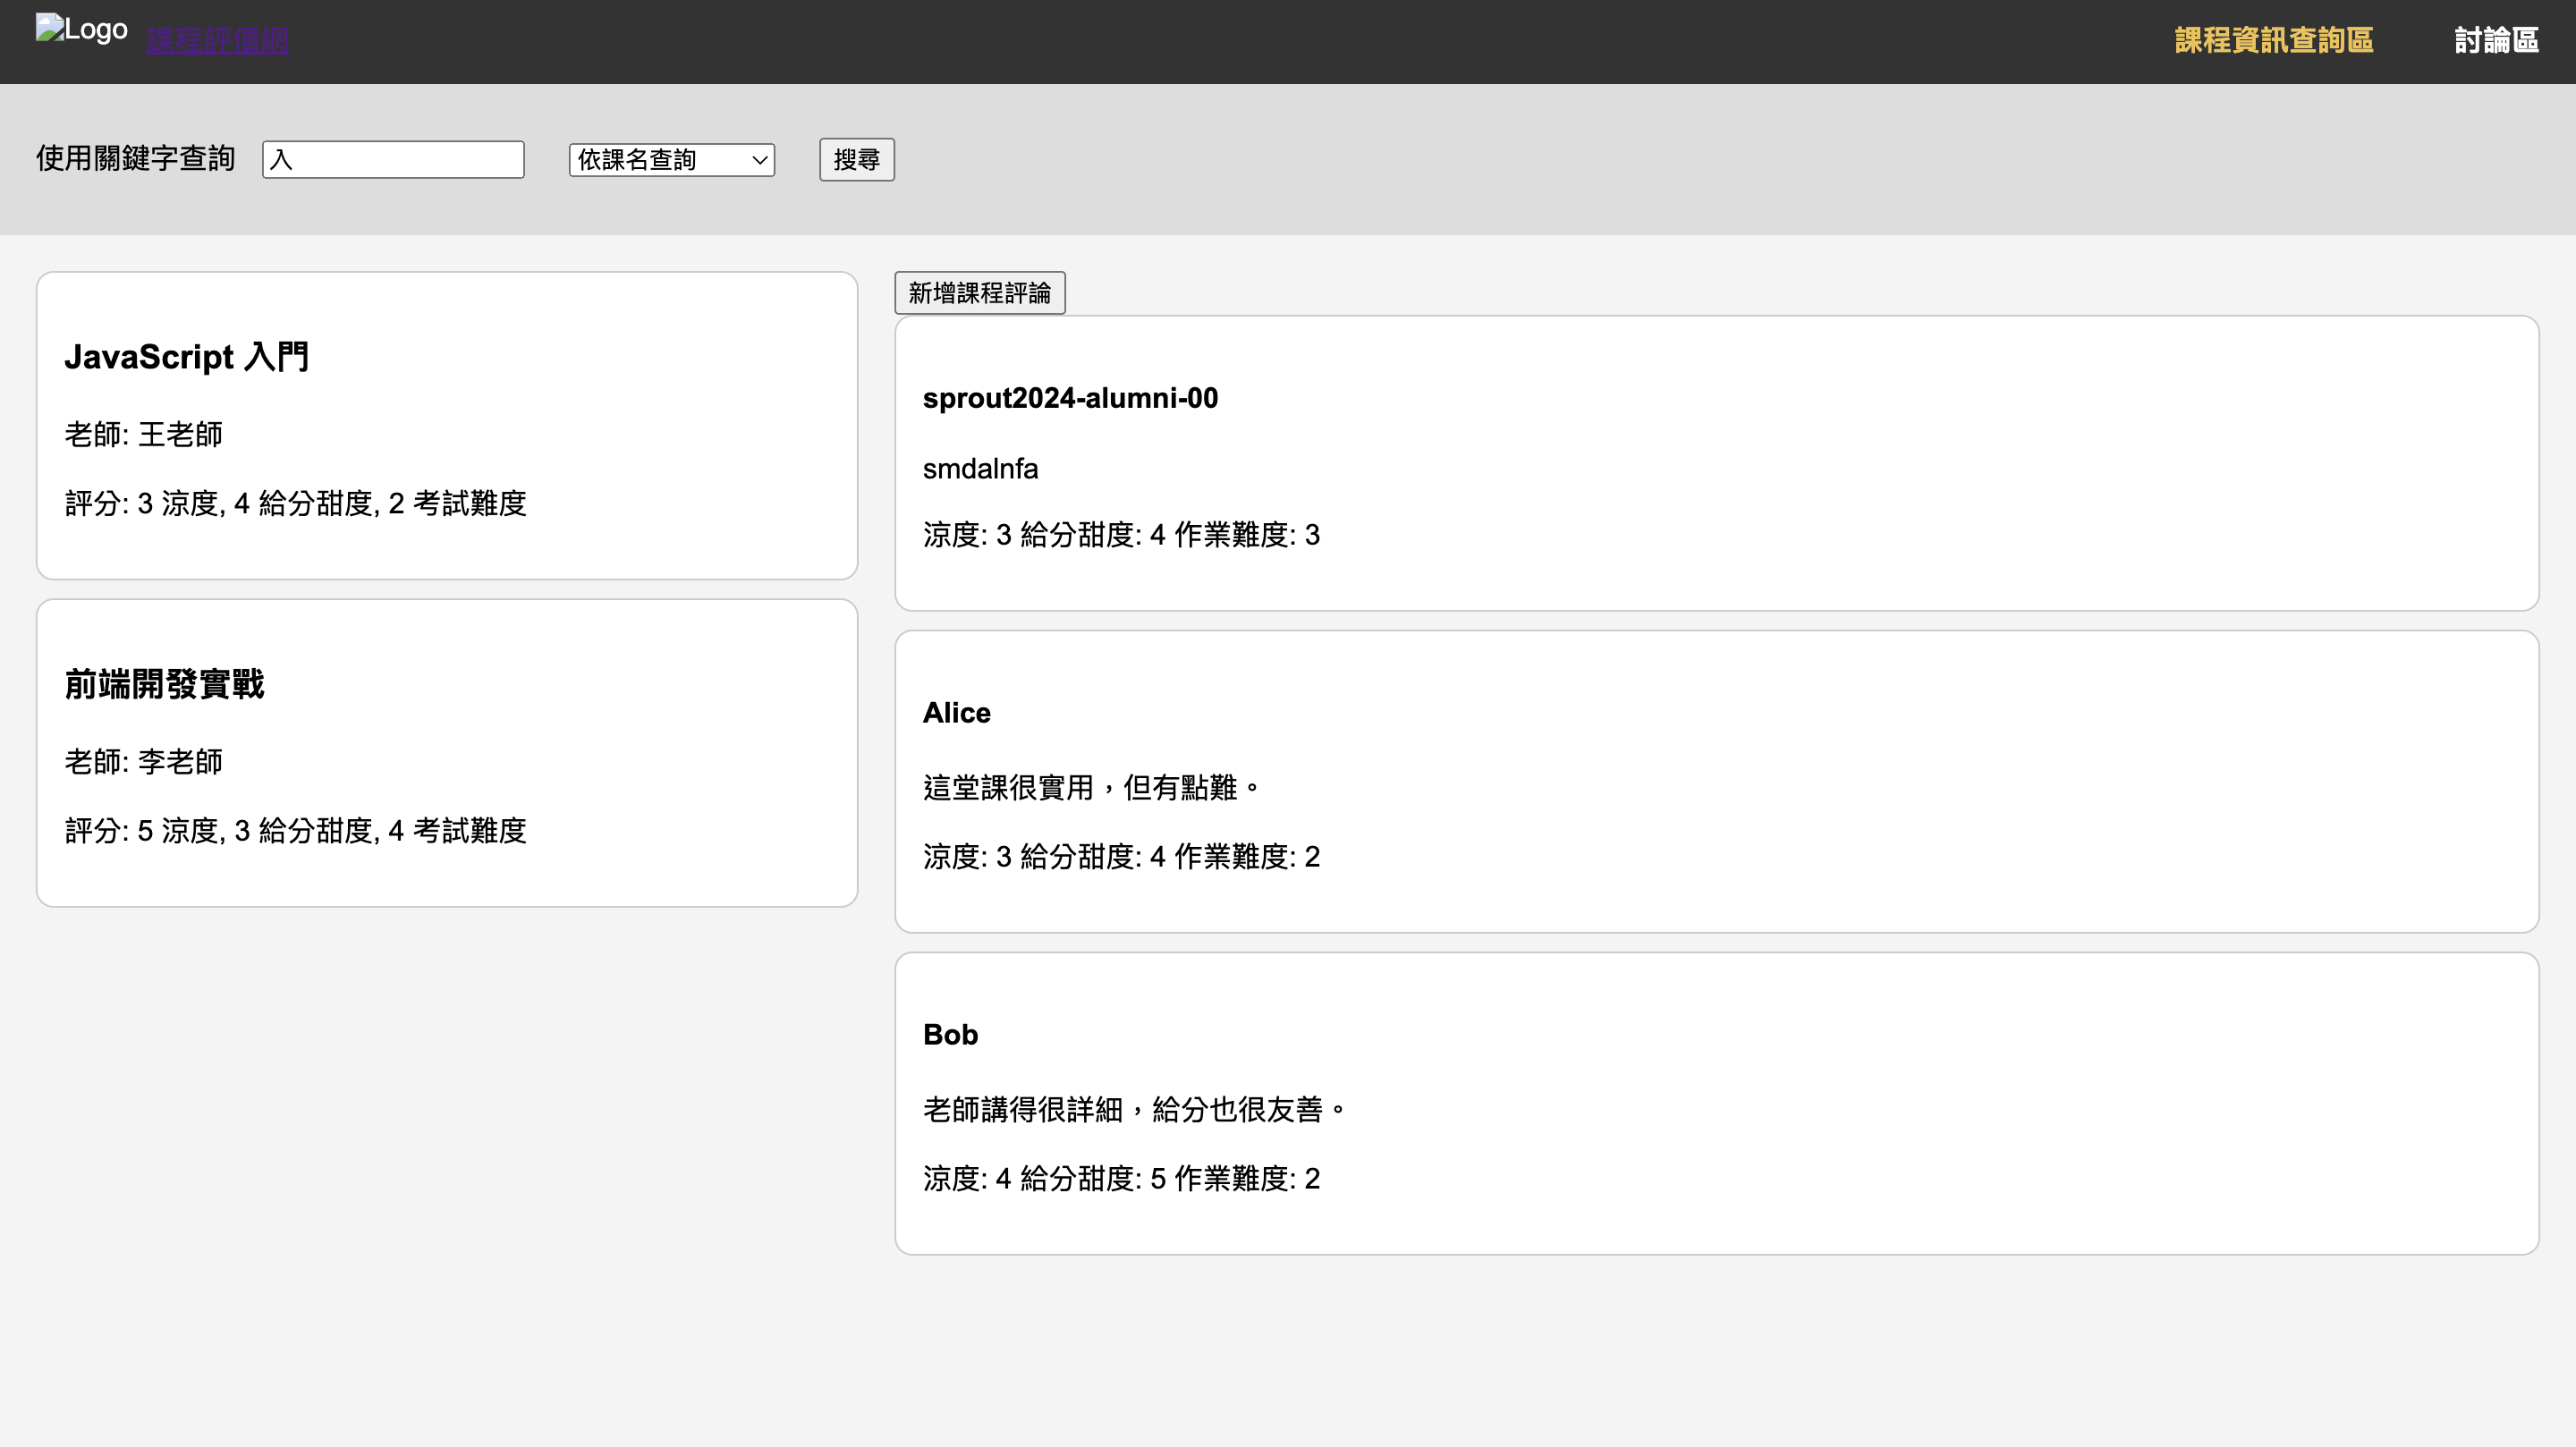 Logo 課程評價網 課程資訊查詢區 討論區
使用關鍵字查詢 入 依課名查詢 搜尋
JavaScript 入門
老師: 王老師
評分: 3 涼度, 4 給分甜度, 2 考試難度
前端開發實戰
老師: 李老師
評分: 5 涼度, 3 給分甜度, 4 考試難度
新增課程評論
sprout2024-alumni-00
smdalnfa
涼度: 3 給分甜度: 4 作業難度: 3
Alice
這堂課很實用，但有點難。
涼度: 3 給分甜度: 4 作業難度: 2
Bob
老師講得很詳細，給分也很友善。
涼度: 4 給分甜度: 5 作業難度: 2